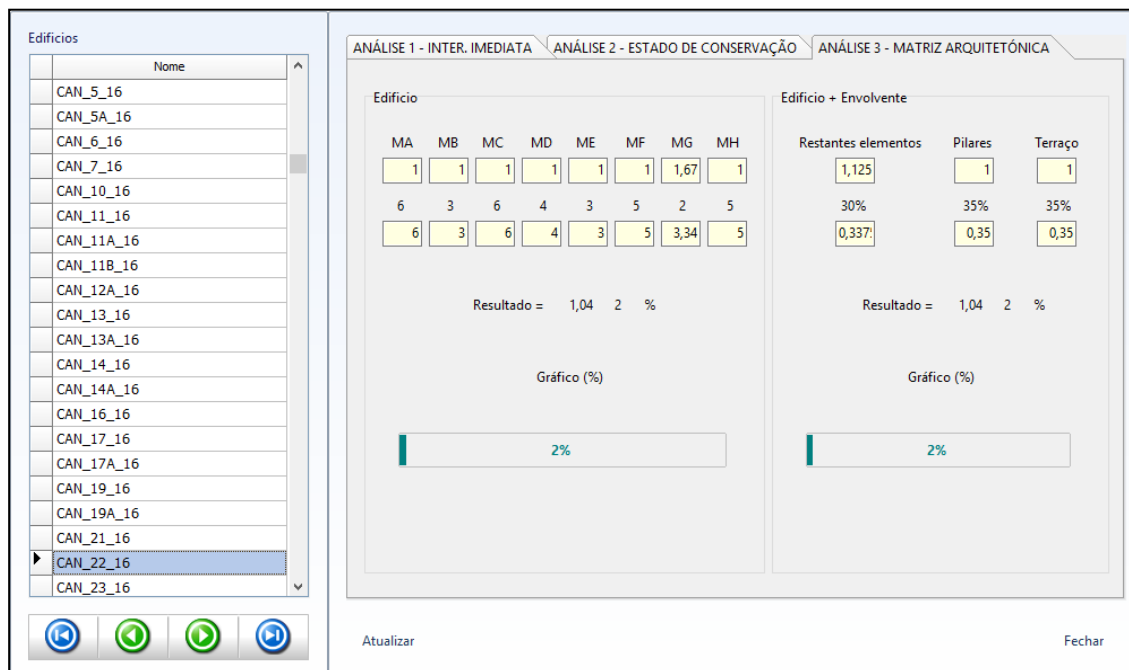 Edificios
Nome
CAN_5_16
CAN_5A_16
CAN_6_16
CAN_7_16
CAN_10_16
CAN_11_16
CAN_11A_16
CAN_11B_16
CAN_12A_16
CAN_13_16
CAN_13A_16
CAN_14_16
CAN_14A_16
CAN_16_16
CAN_17_16
CAN_17A_16
CAN_19_16
CAN_19A_16
CAN_21_16
CAN_22_16
CAN_23_16
ANÁLISE 1 - INTER. IMEDIATA ANÁLISE 2 - ESTADO DE CONSERVAÇÃO ANÁLISE 3 - MATRIZ ARQUITETÓNICA
Edificio
MA MB MC MD ME MF MG MH
1 1 1 1 1 1 1,67 1
6 3 6 4 3 5 2 5
6 3 6 4 3 5 3,34 5
Resultado = 1,04 2 %
Gráfico (%)
2%
Edificio + Envolvente
Restantes elementos Pilares Terraço
1,125 1 1
30% 35% 35%
0,337 0,35 0,35
Resultado = 1,04 2 %
Gráfico (%)
2%
Atualizar Fechar